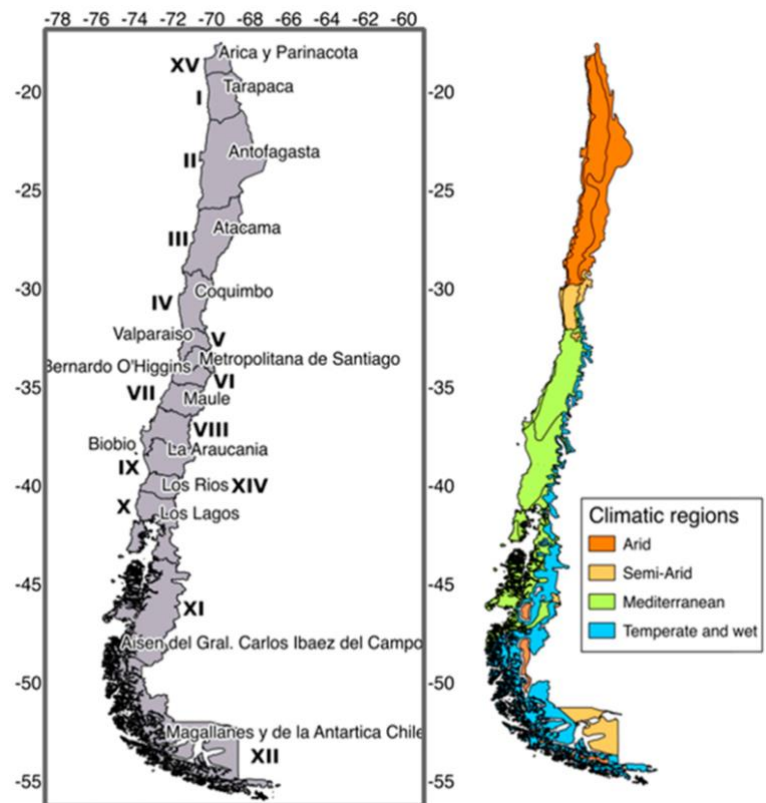 -78 -76 -74 -72 -70 -68 -66 -64 -62 -60
XV Arica y Parinacota
-20 I Tarapaca -20
II Antofagasta
-25 -25
III Atacama
-30 IV Coquimbo -30
Valparaiso V
Metropolitana de Santiago
Bernardo O'Higgins VI
-35 VII Maule -35
VIII
Biobio La Araucania
IX
-40 Los Rios XIV -40
X Los Lagos
-45 -45
XI
Aisen del Gral. Carlos Ibaez del Campo
-50 -50
Magallanes y de la Antartica Chile
XII
-55 -55
Climatic regions
Arid
Semi-Arid
Mediterranean
Temperate and wet